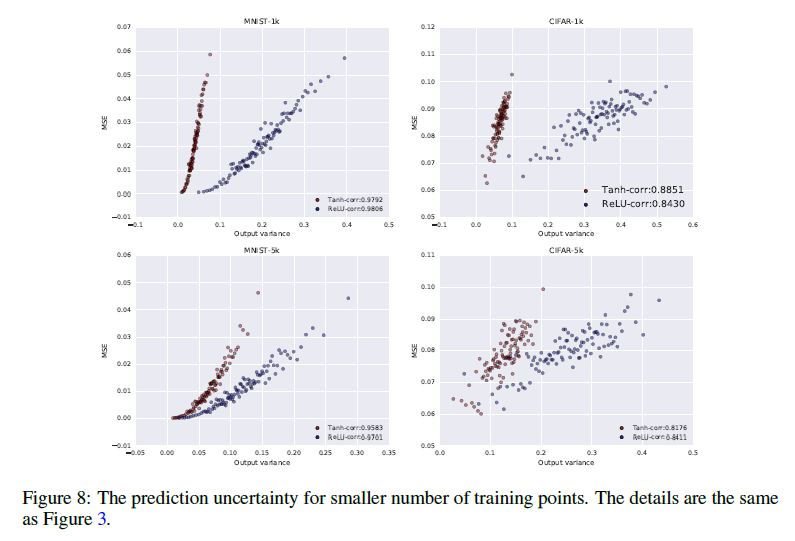 MNIST-1k
0.07
0.06
0.05
0.04
0.03
0.02
0.01
0.00
−0.01
MSE
−0.1 0.0 0.1 0.2 0.3 0.4 0.5
Output variance
Tanh-corr:0.9792
ReLU-corr:0.9806
CIFAR-1k
0.12
0.11
0.10
0.09
0.08
0.07
0.06
0.05
MSE
−0.1 0.0 0.1 0.2 0.3 0.4 0.5 0.6
Output variance
Tanh-corr:0.8851
ReLU-corr:0.8430
MNIST-5k
0.06
0.05
0.04
0.03
0.02
0.01
0.00
−0.01
MSE
−0.05 0.00 0.05 0.10 0.15 0.20 0.25 0.30 0.35
Output variance
Tanh-corr:0.9583
ReLU-corr:0.9701
CIFAR-5k
0.11
0.10
0.09
0.08
0.07
0.06
0.05
MSE
0.0 0.1 0.2 0.3 0.4 0.5
Output variance
Tanh-corr:0.8176
ReLU-corr:0.8411
Figure 8: The prediction uncertainty for smaller number of training points. The details are the same
as Figure 3.